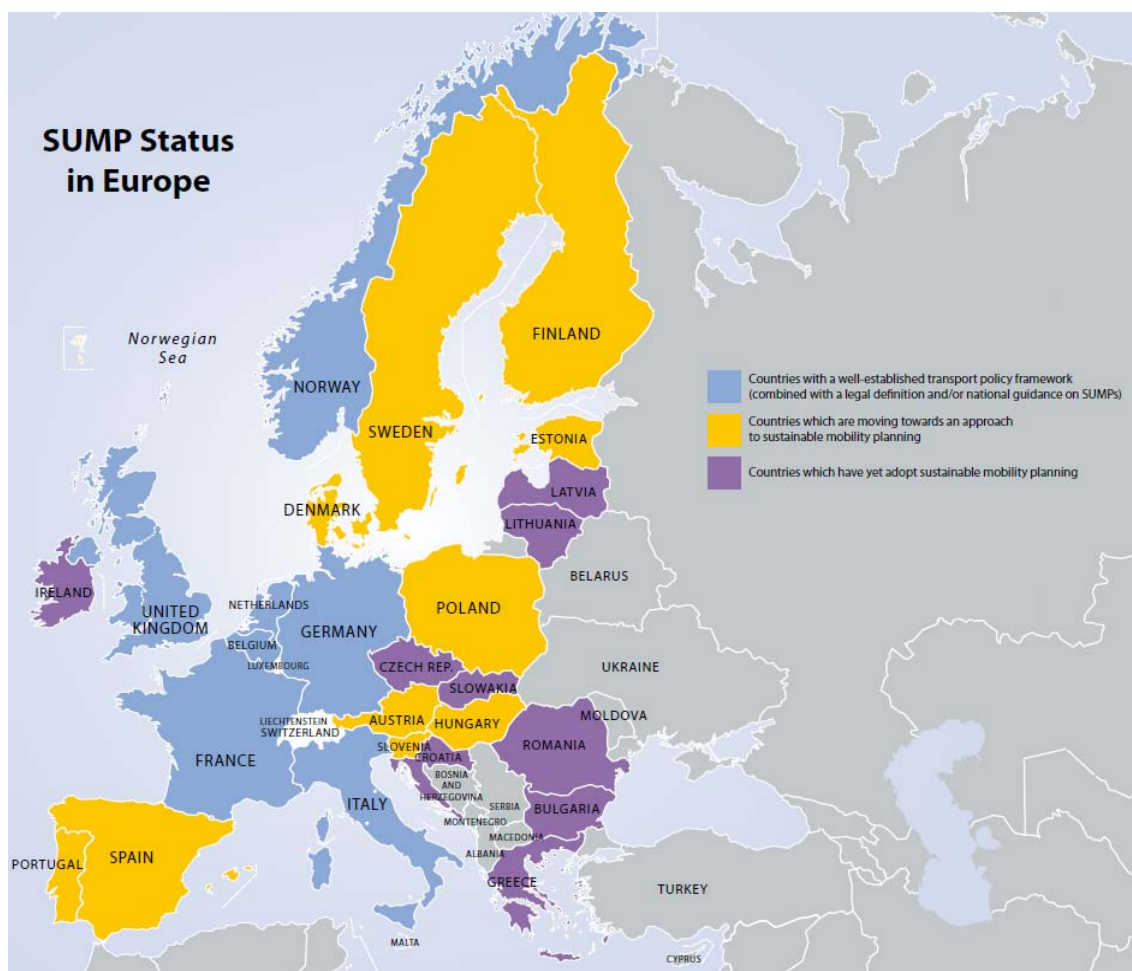 SUMP Status
in Europe
Norwegian
Sea
NORWAY
SWEDEN
FINLAND
ESTONIA
LATVIA
LITHUANIA
DENMARK
Countries with a well-established transport policy framework
(combined with a legal definition and/or national guidance on SUMPs)
Countries which are moving towards an approach
to sustainable mobility planning
Countries which have yet adopt sustainable mobility planning
IRELAND
UNITED
KINGDOM
NETHERLANDS
BELGIUM
LUXEMBOURG
GERMANY
POLAND
BELARUS
CZECH REP.
SLOWAKIA
UKRAINE
MOLDOVA
LIECHTENSTEIN
SWITZERLAND
AUSTRIA
HUNGARY
SLOVENIA
CROATIA
ROMANIA
FRANCE
ITALY
BOSNIA
AND
HERZEGOVINA
SERBIA
MONTENEGRO
BULGARIA
MACEDONIA
ALBANIA
PORTUGAL
SPAIN
GREECE
TURKEY
MALTA
CYPRUS